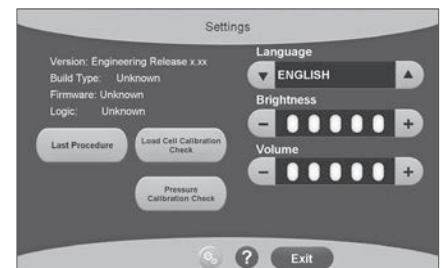 Settings
Version: Engineering Release x.xx
Build Type: Unknown
Firmware: Unknown
Logic: Unknown
Last Procedure
Load Cell Calibration
Check
Pressure
Calibration Check
Language
ENGLISH
Brightness
Volume
? Exit